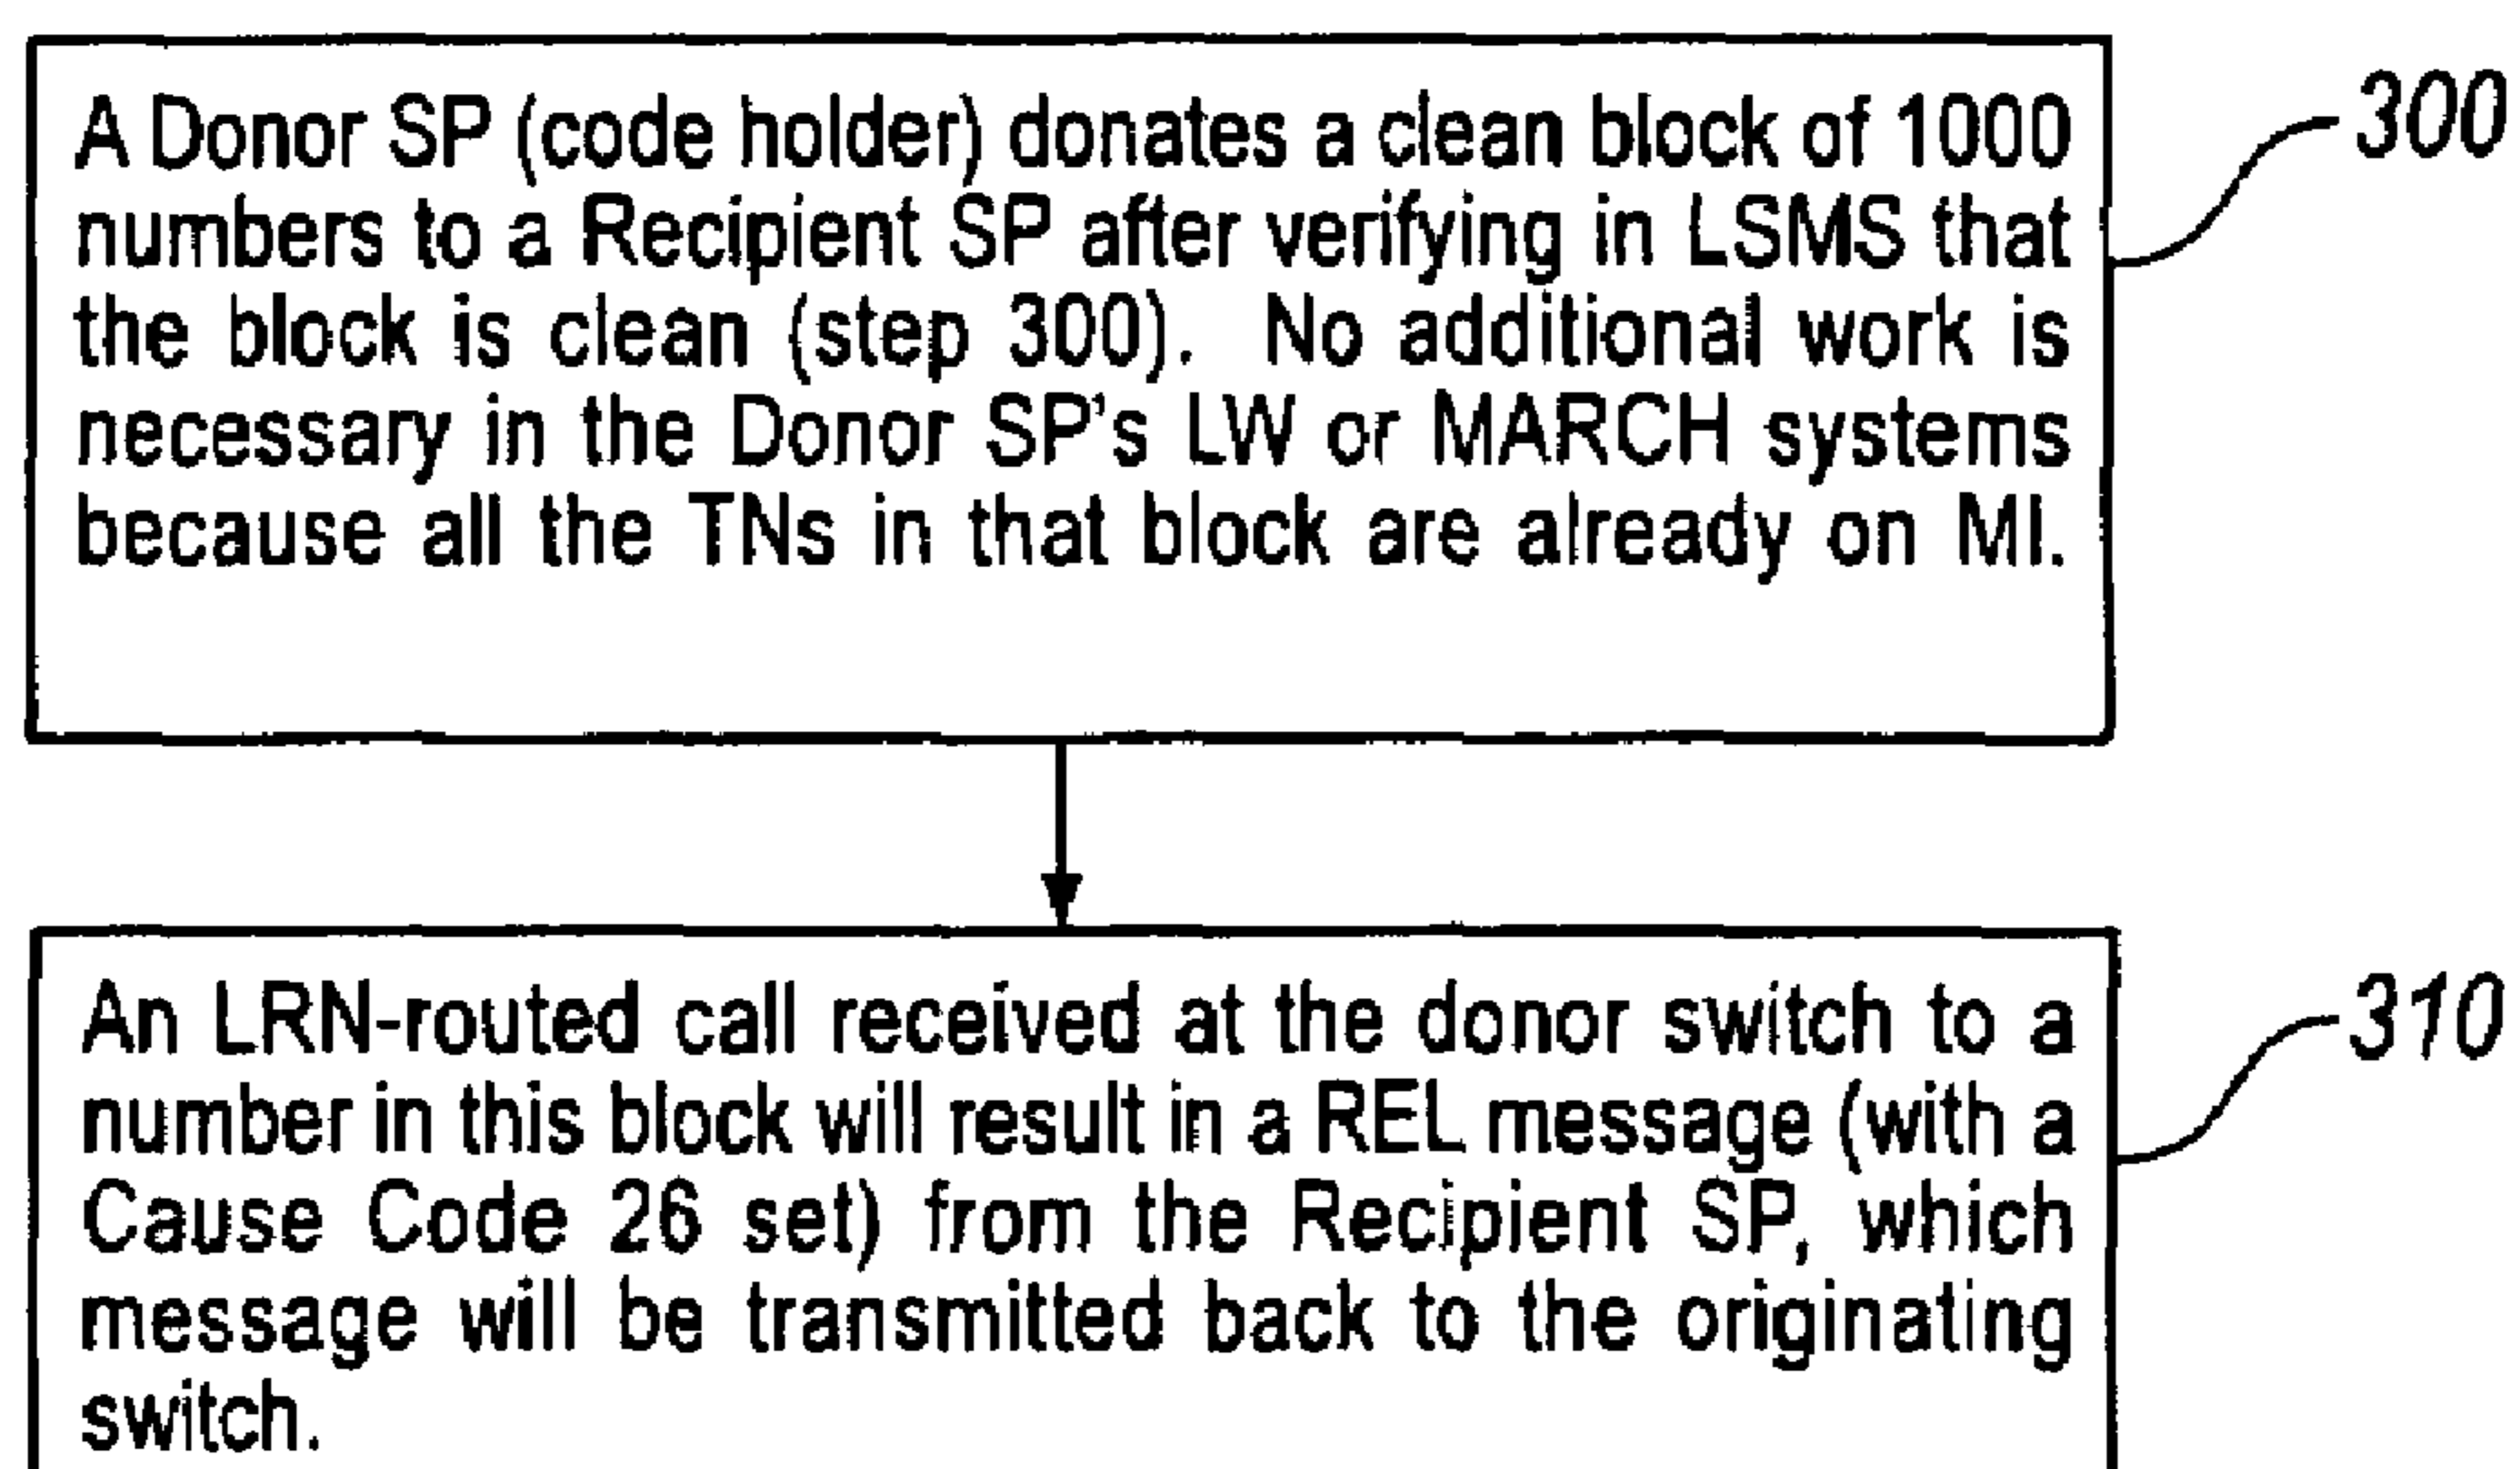 A Donor SP (code holder) donates a clean block of 1000
numbers to a Recipient SP after verifying in LSMS that
the block is clean (step 300). No additional work is
necessary in the Donor SP's LW or MARCH systems
because all the TNs in that block are already on MI.
300
An LRN-routed call received at the donor switch to a
number in this block will result in a REL message (with a
Cause Code 26 set) from the Recipient SP, which
message will be transmitted back to the originating
switch.
310